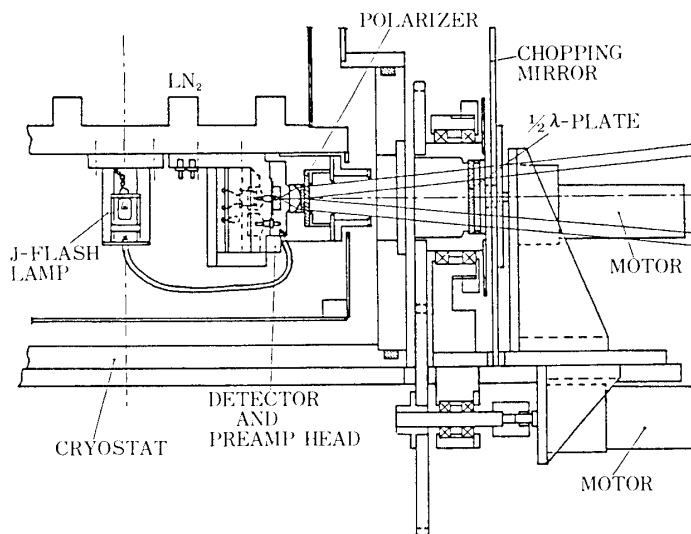 POLARIZER
LN₂
CHOPPING
MIRROR
½ λ-PLATE
J-FLASH
LAMP
MOTOR
DETECTOR
AND
PREAMP HEAD
CRYOSTAT
MOTOR